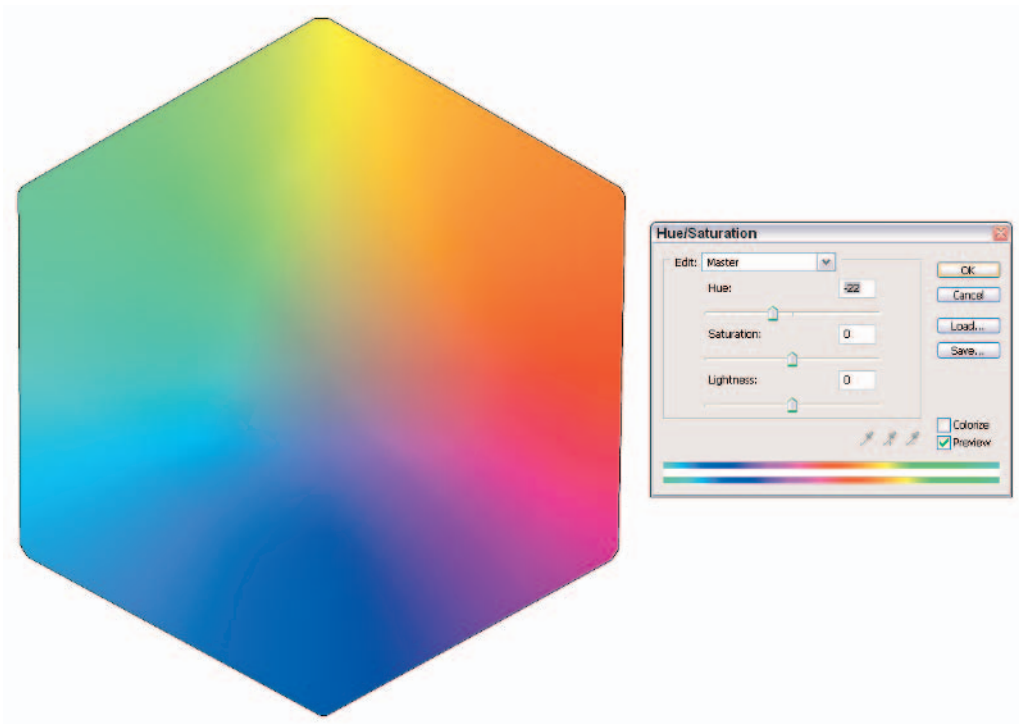 Hue/Saturation
Edit: Master
OK
Hue: -22
Cancel
Load...
Saturation: 0
Save...
Lightness: 0
Colorize
Preview